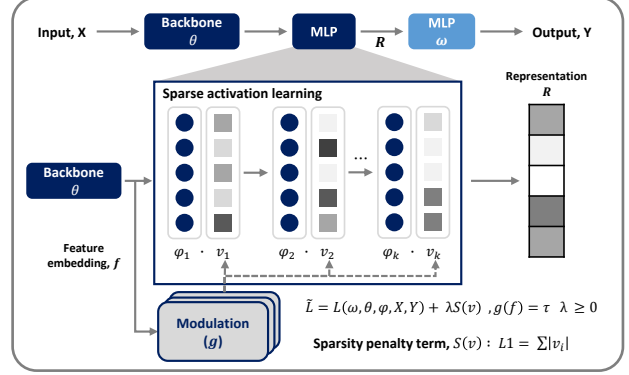 Input, X
Backbone
θ
MLP
R
MLP
ω
Output, Y
Sparse activation learning
Representation
R
Backbone
θ
...
Feature
embedding, f
φ₁ · v₁
φ₂ · v₂
φₖ · vₖ
Modulation
(g)
L̃ = L(ω, θ, φ, X, Y) + λS(v) , g(f) = τ λ ≥ 0
Sparsity penalty term, S(v) : L1 = ∑|vᵢ|